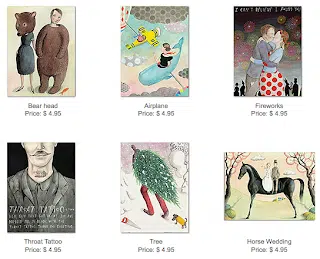 I CAN'T BELIEVE I FOUND YOU
Bear head
Price: $ 4.95
Airplane
Price: $ 4.95
Fireworks
Price: $ 4.95
THROAT TATTOO
Throat Tattoo
Price: $ 4.95
Tree
Price: $ 4.95
Horse Wedding
Price: $ 4.95